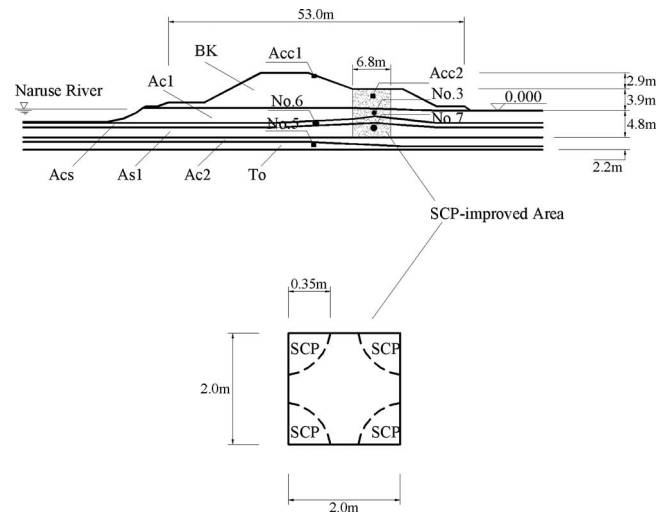 53.0m
BK
Acc1
6.8m
Acc2
2.9m
Naruse River
Ac1
No.3
0.000
3.9m
No.6
No.7
No.5
4.8m
Acs
As1
Ac2
To
2.2m
SCP-improved Area
0.35m
SCP
SCP
2.0m
SCP
SCP
2.0m